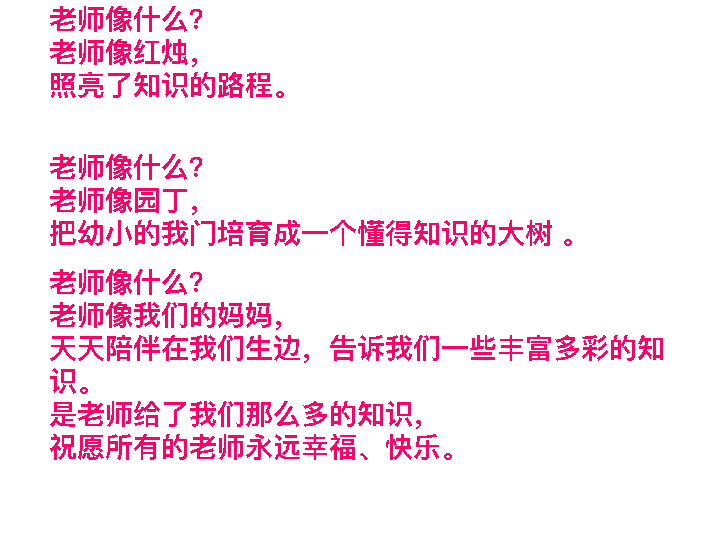 老师像什么？
老师像红烛，
照亮了知识的路程。
老师像什么？
老师像园丁，
把幼小的我门培育成一个懂得知识的大树 。
老师像什么？
老师像我们的妈妈，
天天陪伴在我们生边，告诉我们一些丰富多彩的知
识。
是老师给了我们那么多的知识，
祝愿所有的老师永远幸福、快乐。